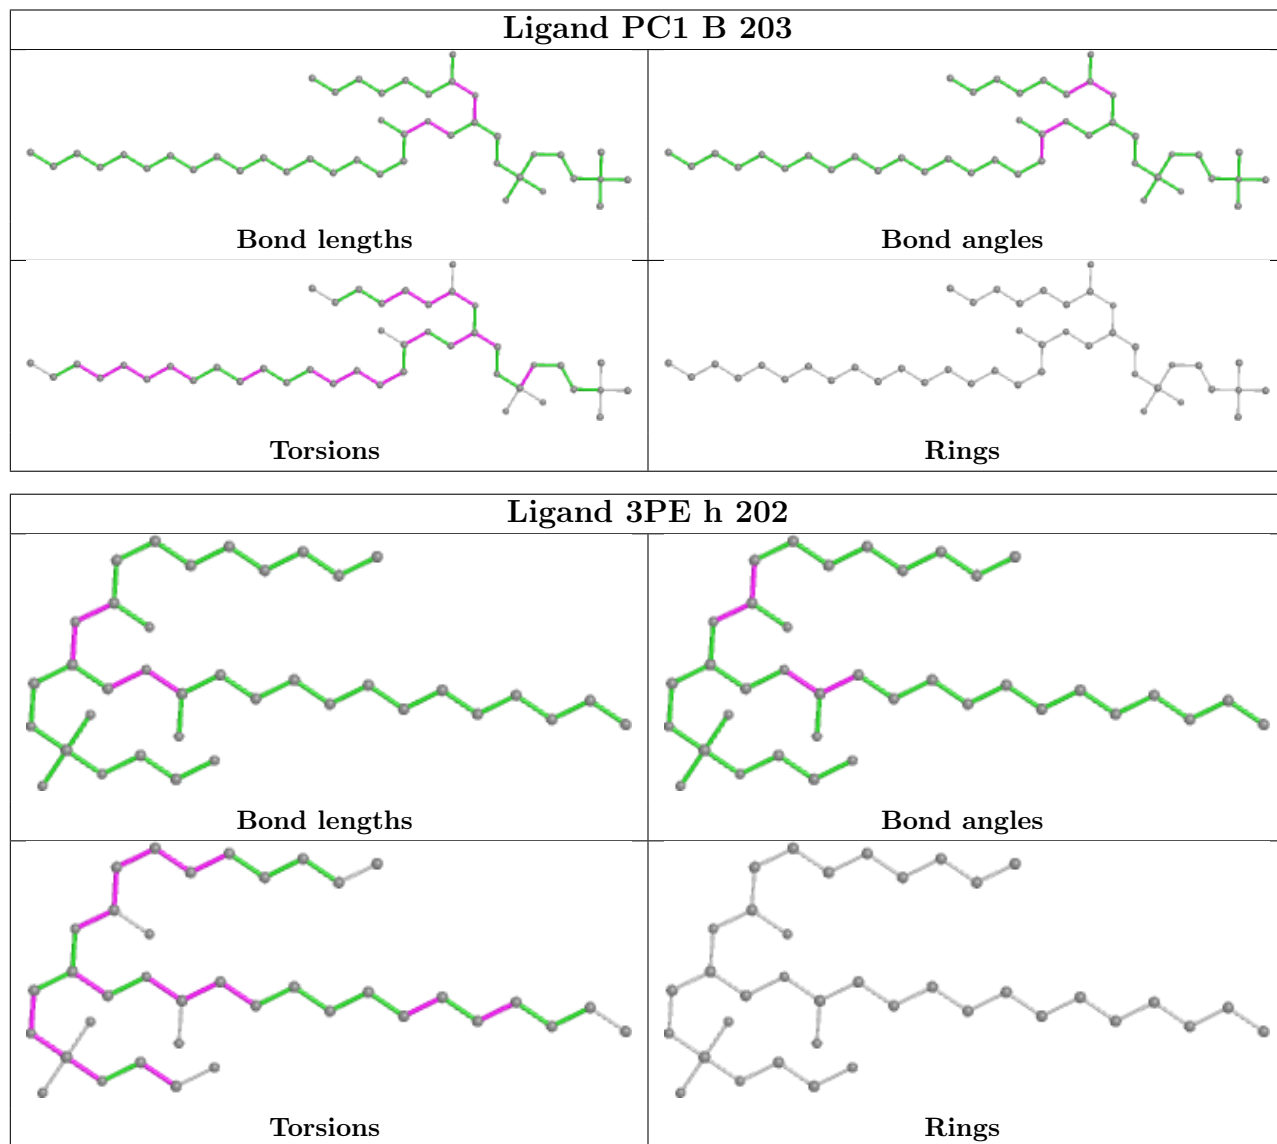 Ligand PC1 B 203
Bond lengths
Bond angles
Torsions
Rings
Ligand 3PE h 202
Bond lengths
Bond angles
Torsions
Rings